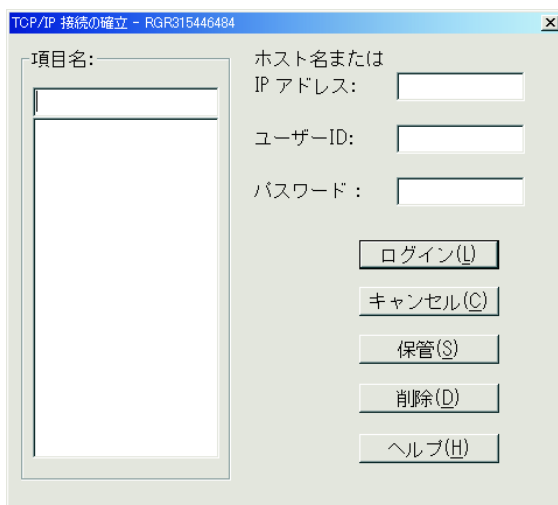 TCP/IP 接続の確立 - RGR315446484
項目名:
ホスト名または
IP アドレス:
ユーザーID:
パスワード :
ログイン(L)
キャンセル(C)
保管(S)
削除(D)
ヘルプ(H)